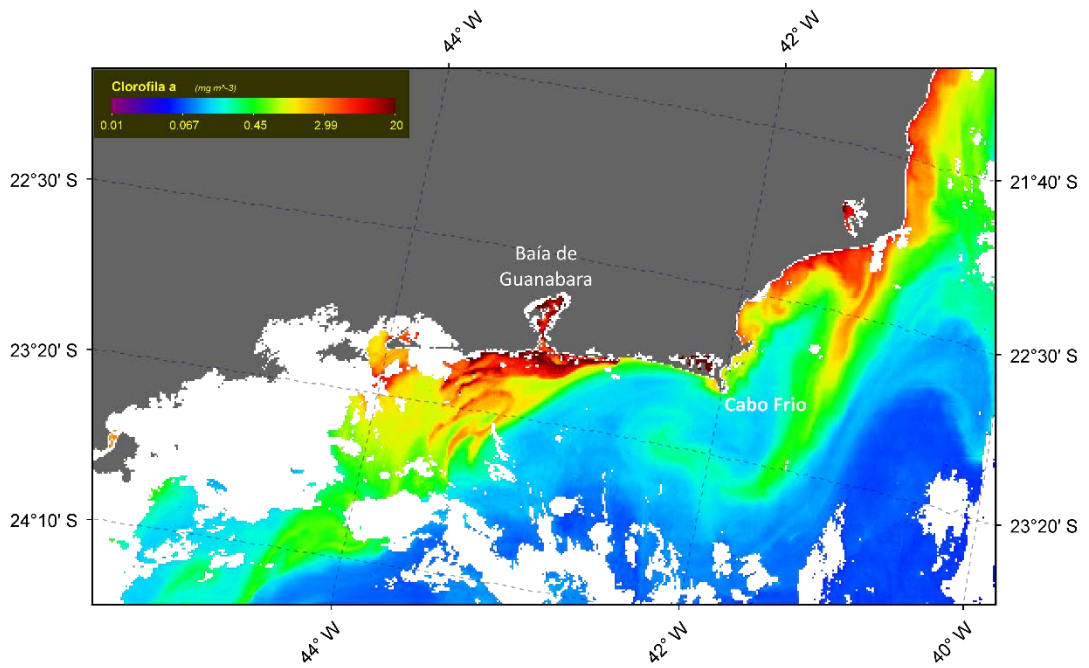 44° W
42° W
Clorofila a (mg m^-3)
0.01 0.067 0.45 2.99 20
22°30' S
21°40' S
Baía de
Guanabara
23°20' S
22°30' S
Cabo Frio
24°10' S
23°20' S
44° W
42° W
40° W